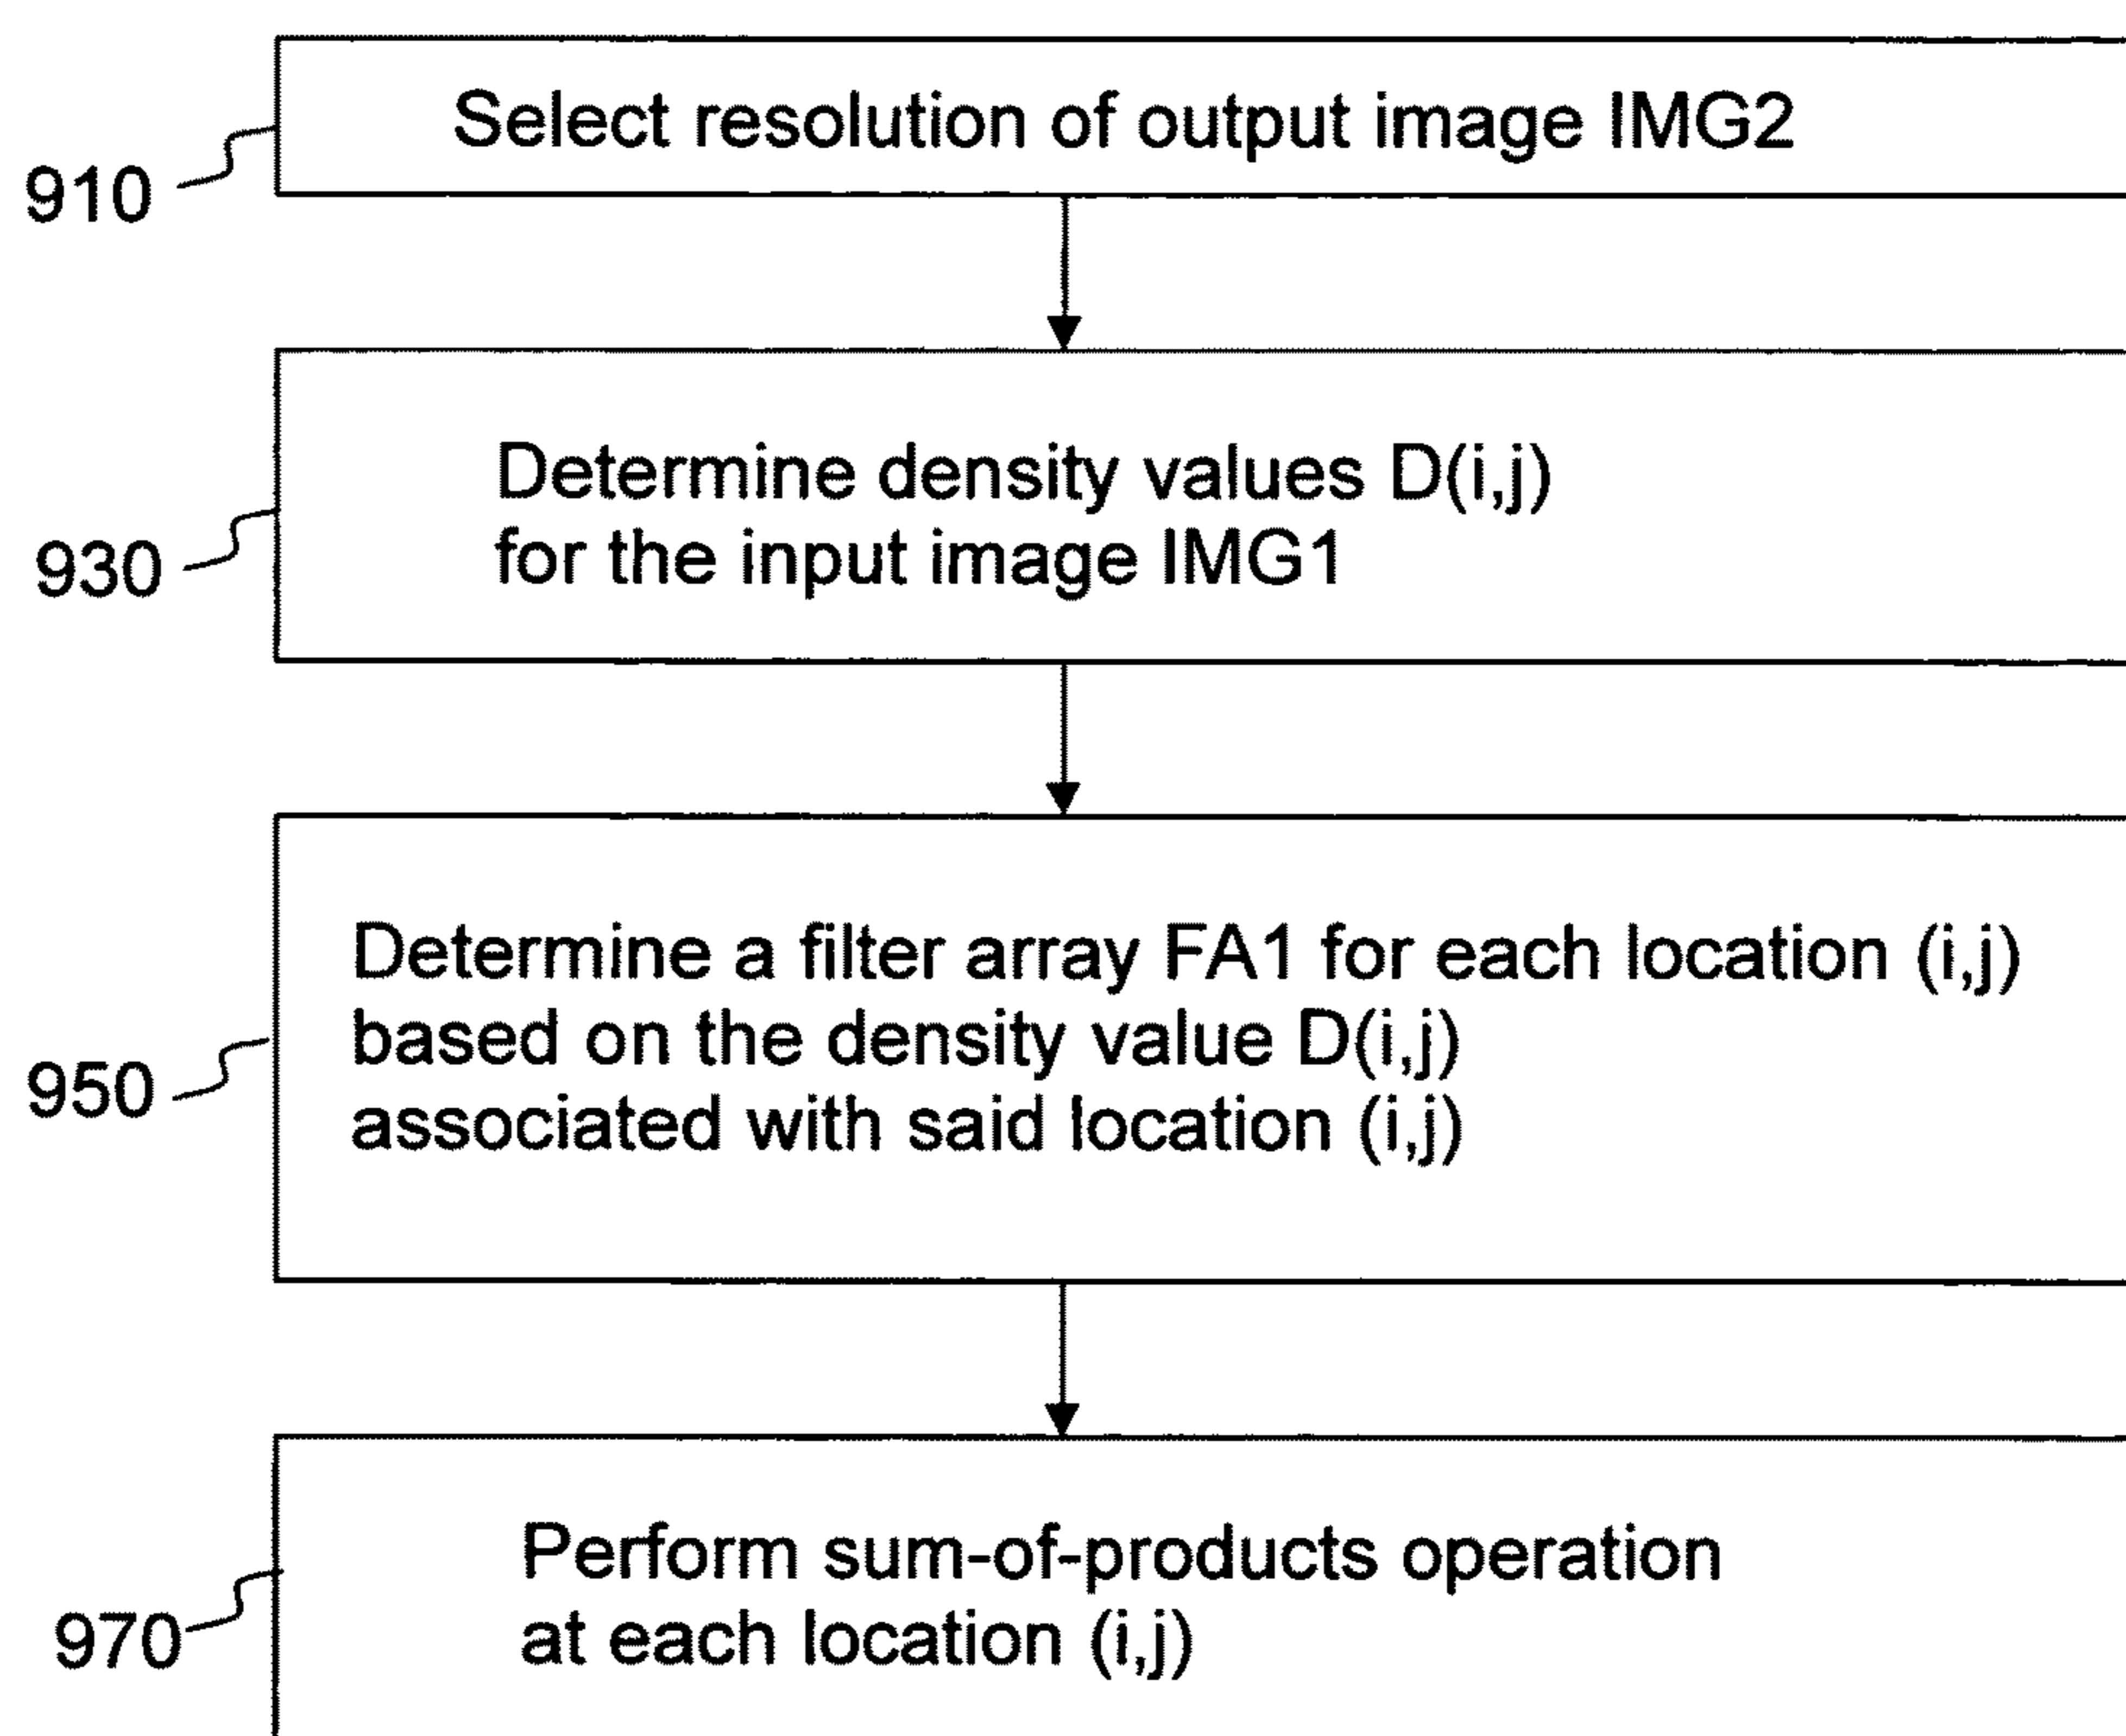 Select resolution of output image IMG2
910
Determine density values D(i,j)
for the input image IMG1
930
Determine a filter array FA1 for each location (i,j)
based on the density value D(i,j)
associated with said location (i,j)
950
Perform sum-of-products operation
at each location (i,j)
970